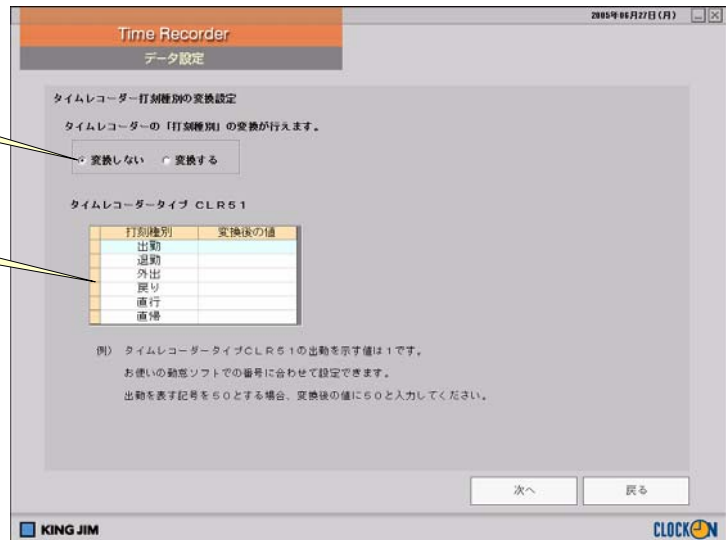 2005年06月27日(月)
Time Recorder
データ設定
タイムレコーダー打刻種別の変換設定
タイムレコーダーの「打刻種別」の変換が行えます。
変換しない 変換する
タイムレコーダータイプ CLR51
打刻種別 変換後の値
出勤
退勤
外出
戻り
直行
直帰
例) タイムレコーダータイプCLR51の出勤を示す値は1です。
お使いの勤怠ソフトでの番号に合わせて設定できます。
出勤を表す記号を50とする場合、変換後の値に50と入力してください。
次へ 戻る
KING JIM CLOCK ON